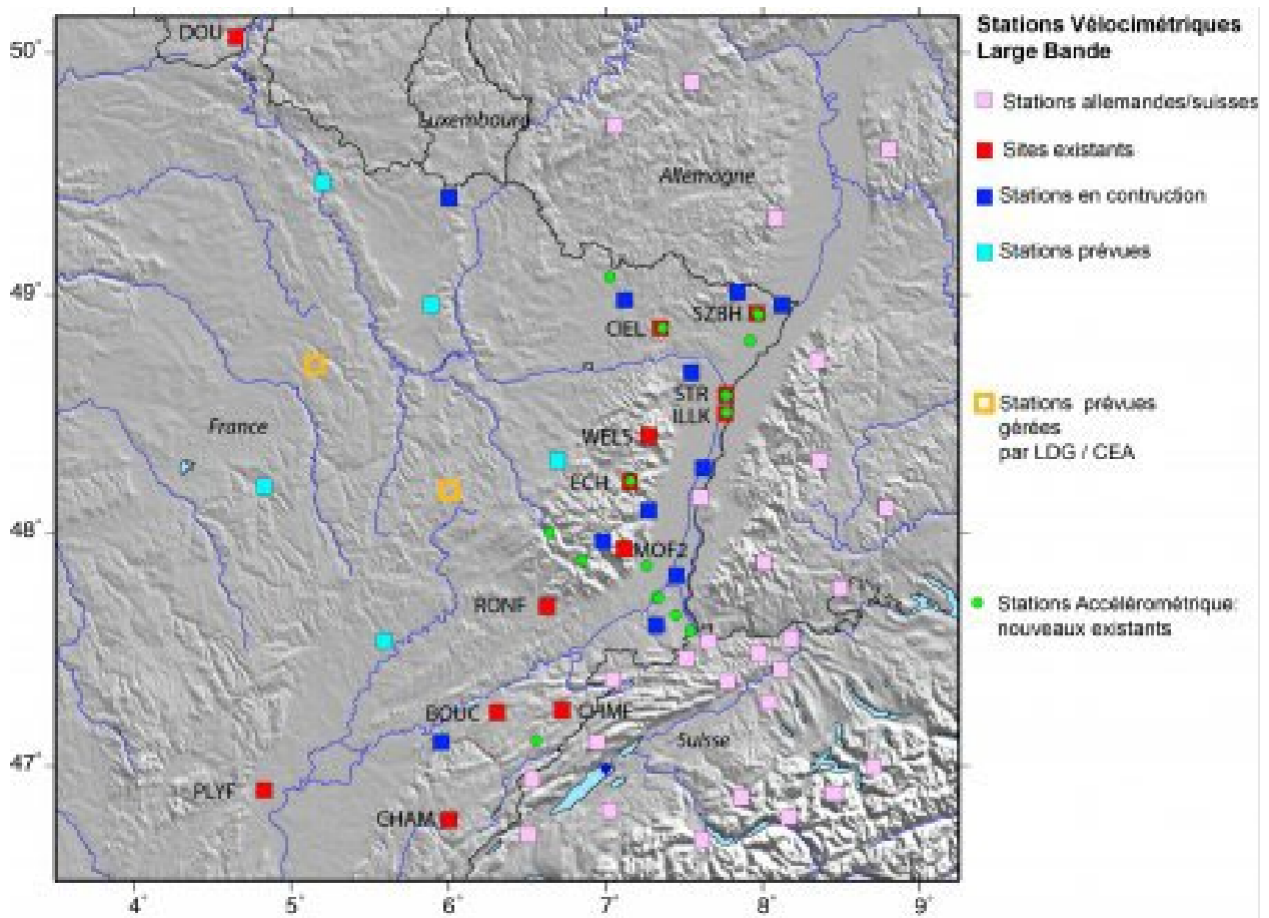 Stations Vélocimétriques
Large Bande
Stations allemandes/suisses
Sites existants
Stations en contruction
Stations prévues
Stations prévues
gérées
par LDG / CEA
Stations Accélérométrique:
nouveaux existants
50°
49°
48°
47°
4°
5°
6°
7°
8°
9°
DOU
Luxembourg
Allemagne
SZBH
CIEL
STR
ILLK
France
WEL5
ECH
MOF2
RONF
BOUC
CHMF
Suisse
PLYF
CHAM